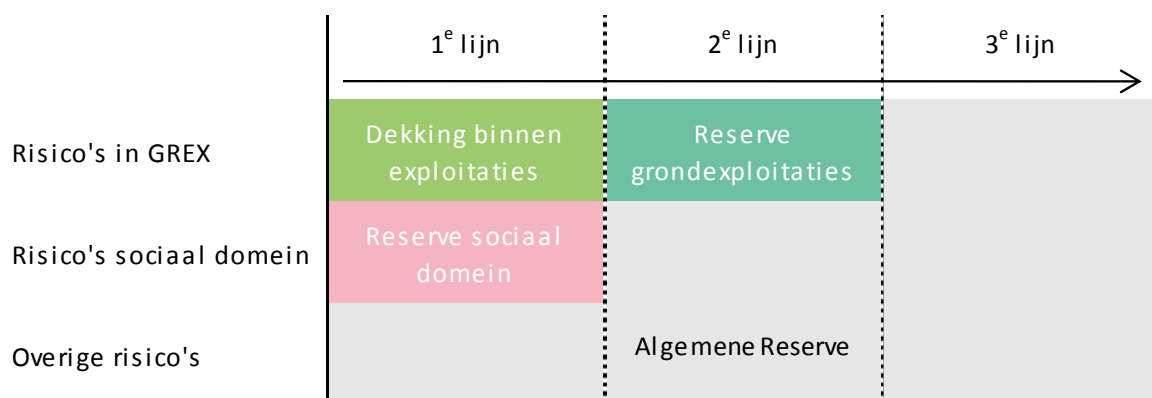 1e lijn 2e lijn 3e lijn
Risico's in GREX
Dekking binnen
exploitaties
Reserve
grondexploitaties
Risico's sociaal domein
Reserve sociaal
domein
Overige risico's
Algemene Reserve